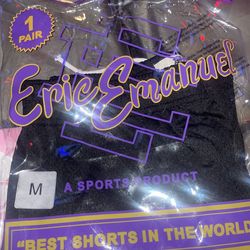 1
PAIR
Eric Emanuel
M
A SPORTS PRODUCT
"BEST SHORTS IN THE WORLD